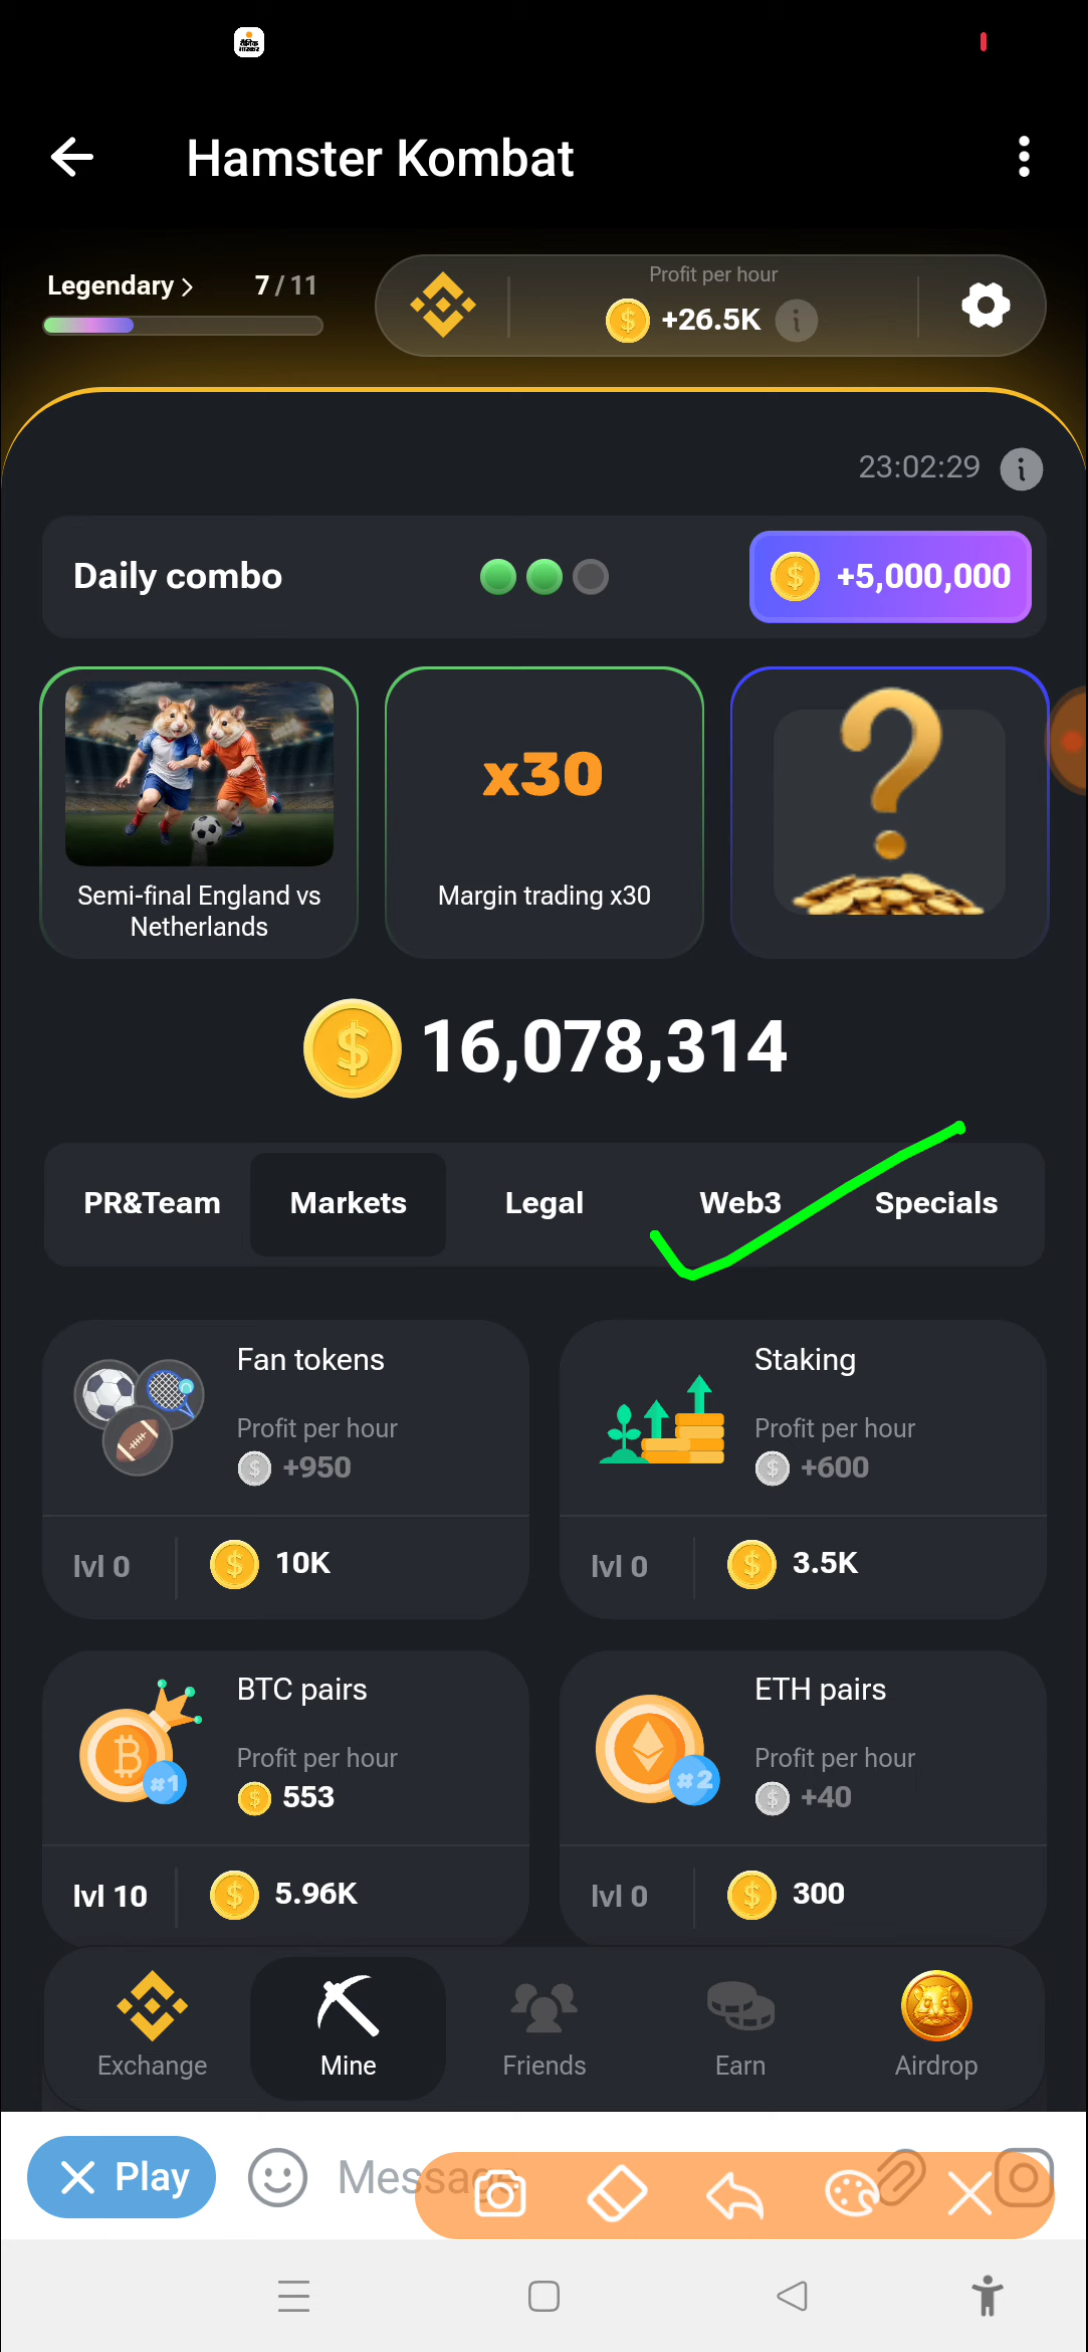 दैनिक
भास्कर
Hamster Kombat
Legendary > 7 / 11
Profit per hour
$ +26.5K i
23:02:29 i
Daily combo
$ +5,000,000
Semi-final England vs
Netherlands
x30
Margin trading x30
?
$ 16,078,314
PR&Team Markets Legal Web3 Specials
Fan tokens
Profit per hour
$ +950
lvl 0 $ 10K
Staking
Profit per hour
$ +600
lvl 0 $ 3.5K
BTC pairs
#1
Profit per hour
$ 553
lvl 10 $ 5.96K
ETH pairs
#2
Profit per hour
$ +40
lvl 0 $ 300
Exchange Mine Friends Earn Airdrop
Play Message